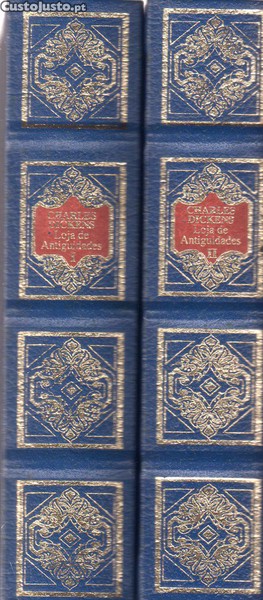 CustoJusto.pt
CHARLES
DICKENS
Loja de
Antiguidades
I
CHARLES
DICKENS
Loja de
Antiguidades
II